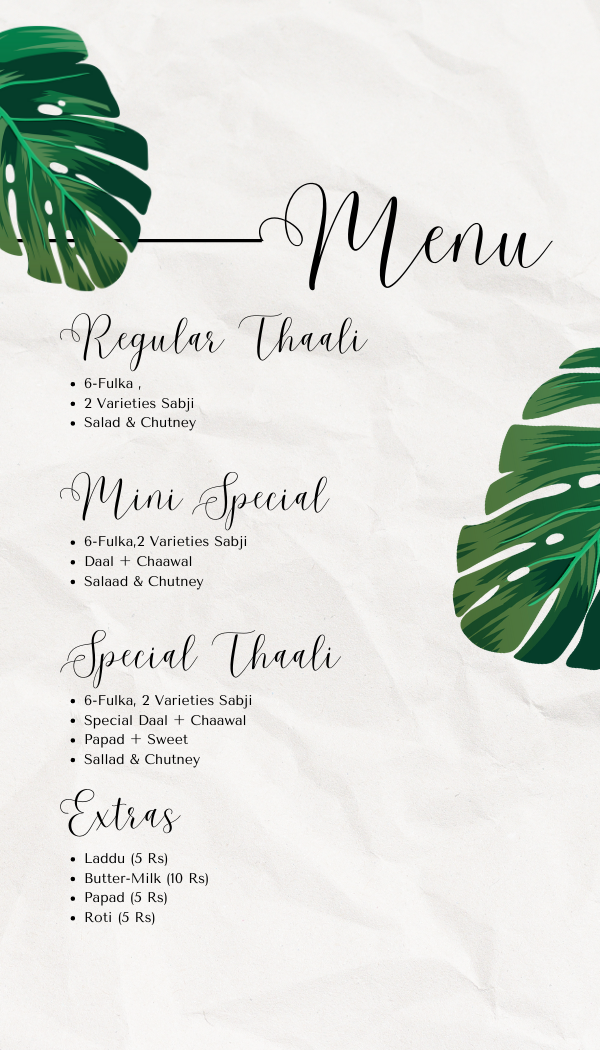 Menu
Regular Thaali
• 6-Fulka ,
• 2 Varieties Sabji
• Salad & Chutney
Mini Special
• 6-Fulka,2 Varieties Sabji
• Daal + Chaawal
• Salaad & Chutney
Special Thaali
• 6-Fulka, 2 Varieties Sabji
• Special Daal + Chaawal
• Papad + Sweet
• Sallad & Chutney
Extras
• Laddu (5 Rs)
• Butter-Milk (10 Rs)
• Papad (5 Rs)
• Roti (5 Rs)